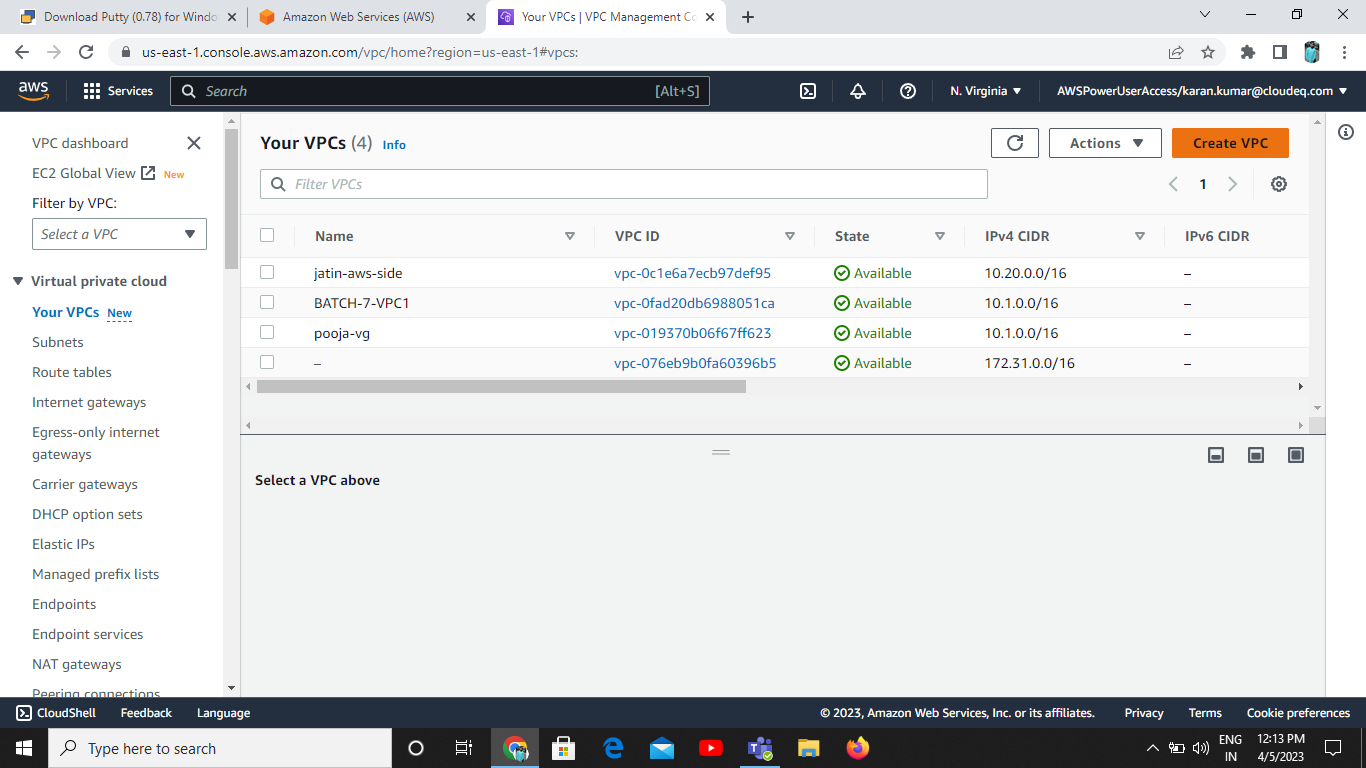 Download Putty (0.78) for Windo
Amazon Web Services (AWS)
Your VPCs | VPC Management Co
us-east-1.console.aws.amazon.com/vpc/home?region=us-east-1#vpcs:
aws
Services
Search
[Alt+S]
N. Virginia
AWSPowerUserAccess/karan.kumar@cloudeq.com
VPC dashboard
EC2 Global View New
Filter by VPC:
Select a VPC
Virtual private cloud
Your VPCs New
Subnets
Route tables
Internet gateways
Egress-only internet
gateways
Carrier gateways
DHCP option sets
Elastic IPs
Managed prefix lists
Endpoints
Endpoint services
NAT gateways
Peering connections
Your VPCs (4) Info
Actions
Create VPC
Filter VPCs
1
Name VPC ID State IPv4 CIDR IPv6 CIDR
jatin-aws-side vpc-0c1e6a7ecb97def95 Available 10.20.0.0/16 –
BATCH-7-VPC1 vpc-0fad20db6988051ca Available 10.1.0.0/16 –
pooja-vg vpc-019370b06f67ff623 Available 10.1.0.0/16 –
– vpc-076eb9b0fa60396b5 Available 172.31.0.0/16 –
Select a VPC above
CloudShell Feedback Language
© 2023, Amazon Web Services, Inc. or its affiliates. Privacy Terms Cookie preferences
Type here to search
ENG
IN
12:13 PM
4/5/2023